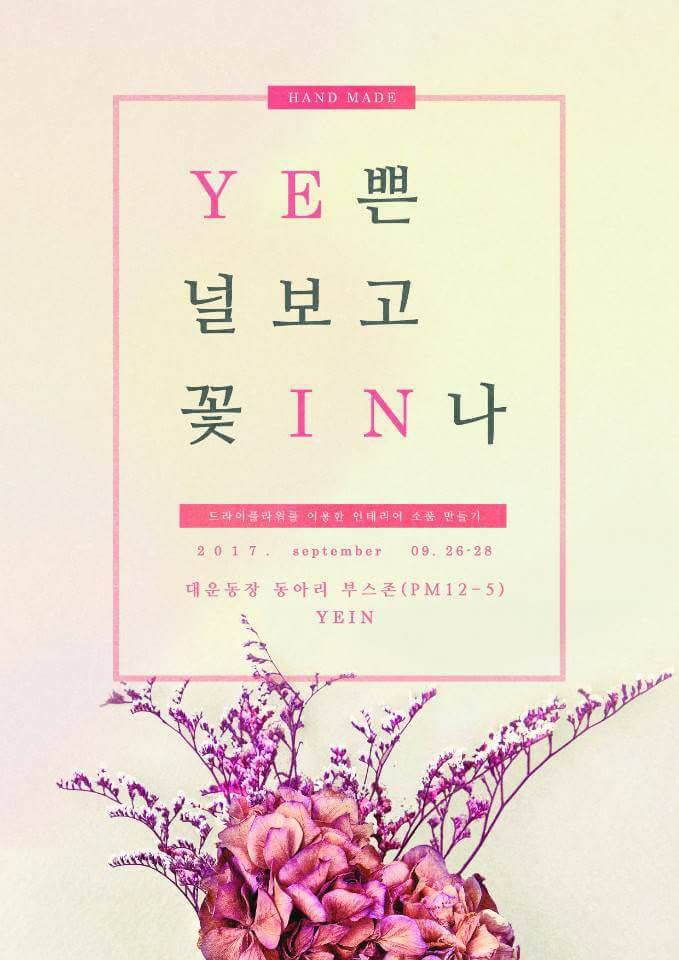 HAND MADE
YE쁜
널보고
꽃IN나
드라이플라워를 이용한 인테리어 소품 만들기
2017. september 09. 26-28
대운동장 동아리 부스존(PM12-5)
YEIN